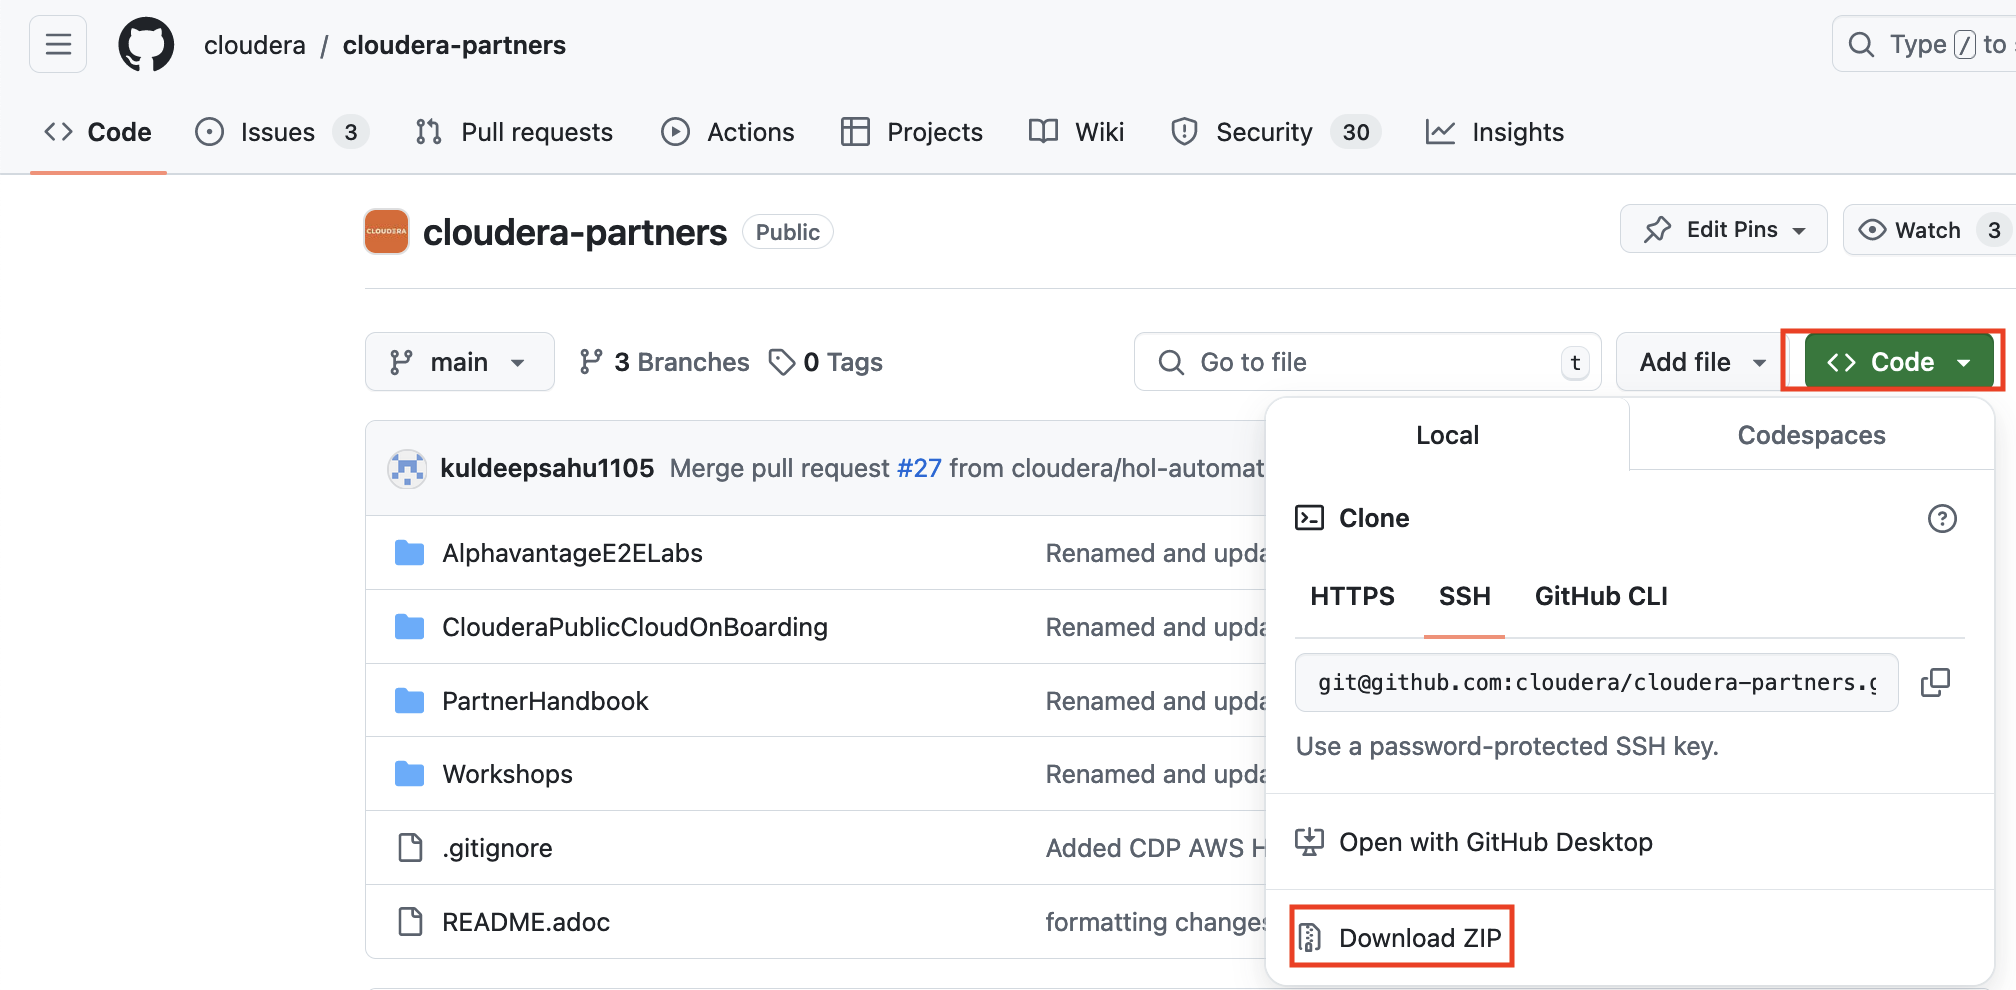 cloudera / cloudera-partners
Type / to
Code Issues 3 Pull requests Actions Projects Wiki Security 30 Insights
CLOUDERA cloudera-partners Public Edit Pins Watch 3
main 3 Branches 0 Tags Go to file t Add file Code
Local Codespaces
kuldeepsahu1105 Merge pull request #27 from cloudera/hol-automat
Clone
AlphavantageE2ELabs Renamed and upda
HTTPS SSH GitHub CLI
ClouderaPublicCloudOnBoarding Renamed and upda
git@github.com:cloudera/cloudera-partners.g
PartnerHandbook Renamed and upda
Use a password-protected SSH key.
Workshops Renamed and upda
Open with GitHub Desktop
.gitignore Added CDP AWS H
README.adoc formatting changes
Download ZIP